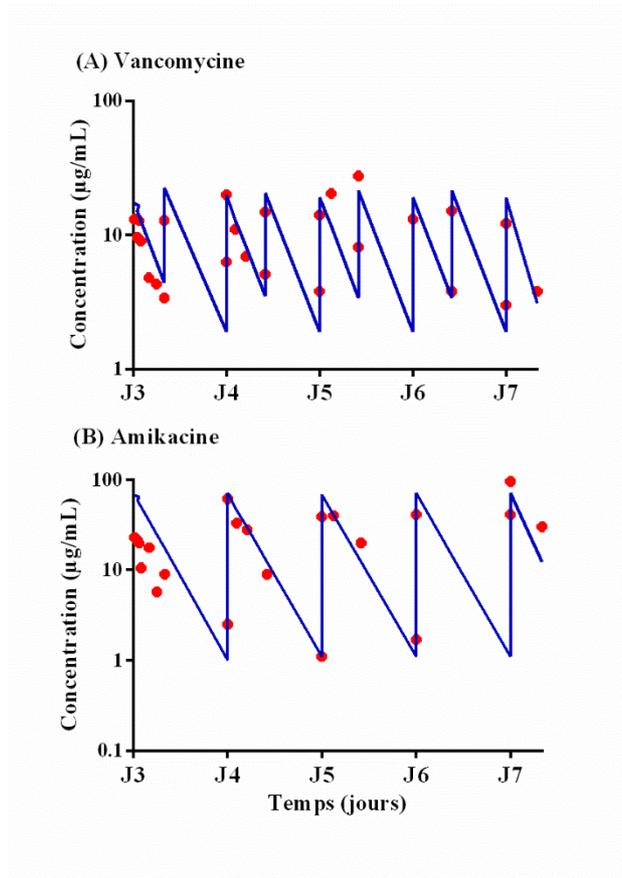 (A) Vancomycine
100
10
1
Concentration (µg/mL)
J3 J4 J5 J6 J7
(B) Amikacine
100
10
1
0.1
Concentration (µg/mL)
J3 J4 J5 J6 J7
Temps (jours)